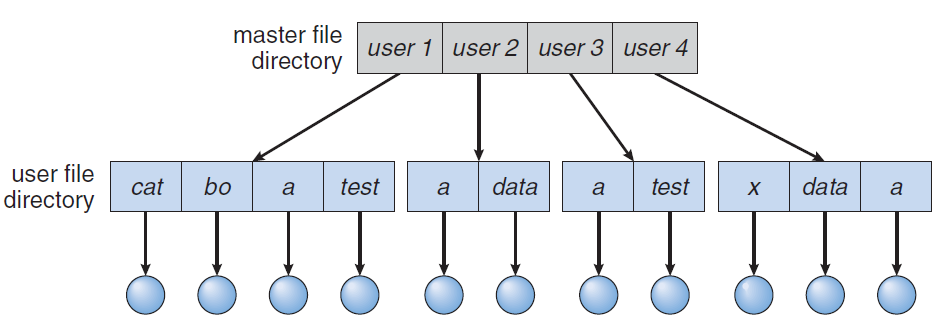 master file
directory
user 1 user 2 user 3 user 4
user file
directory
cat bo a test a data a test x data a